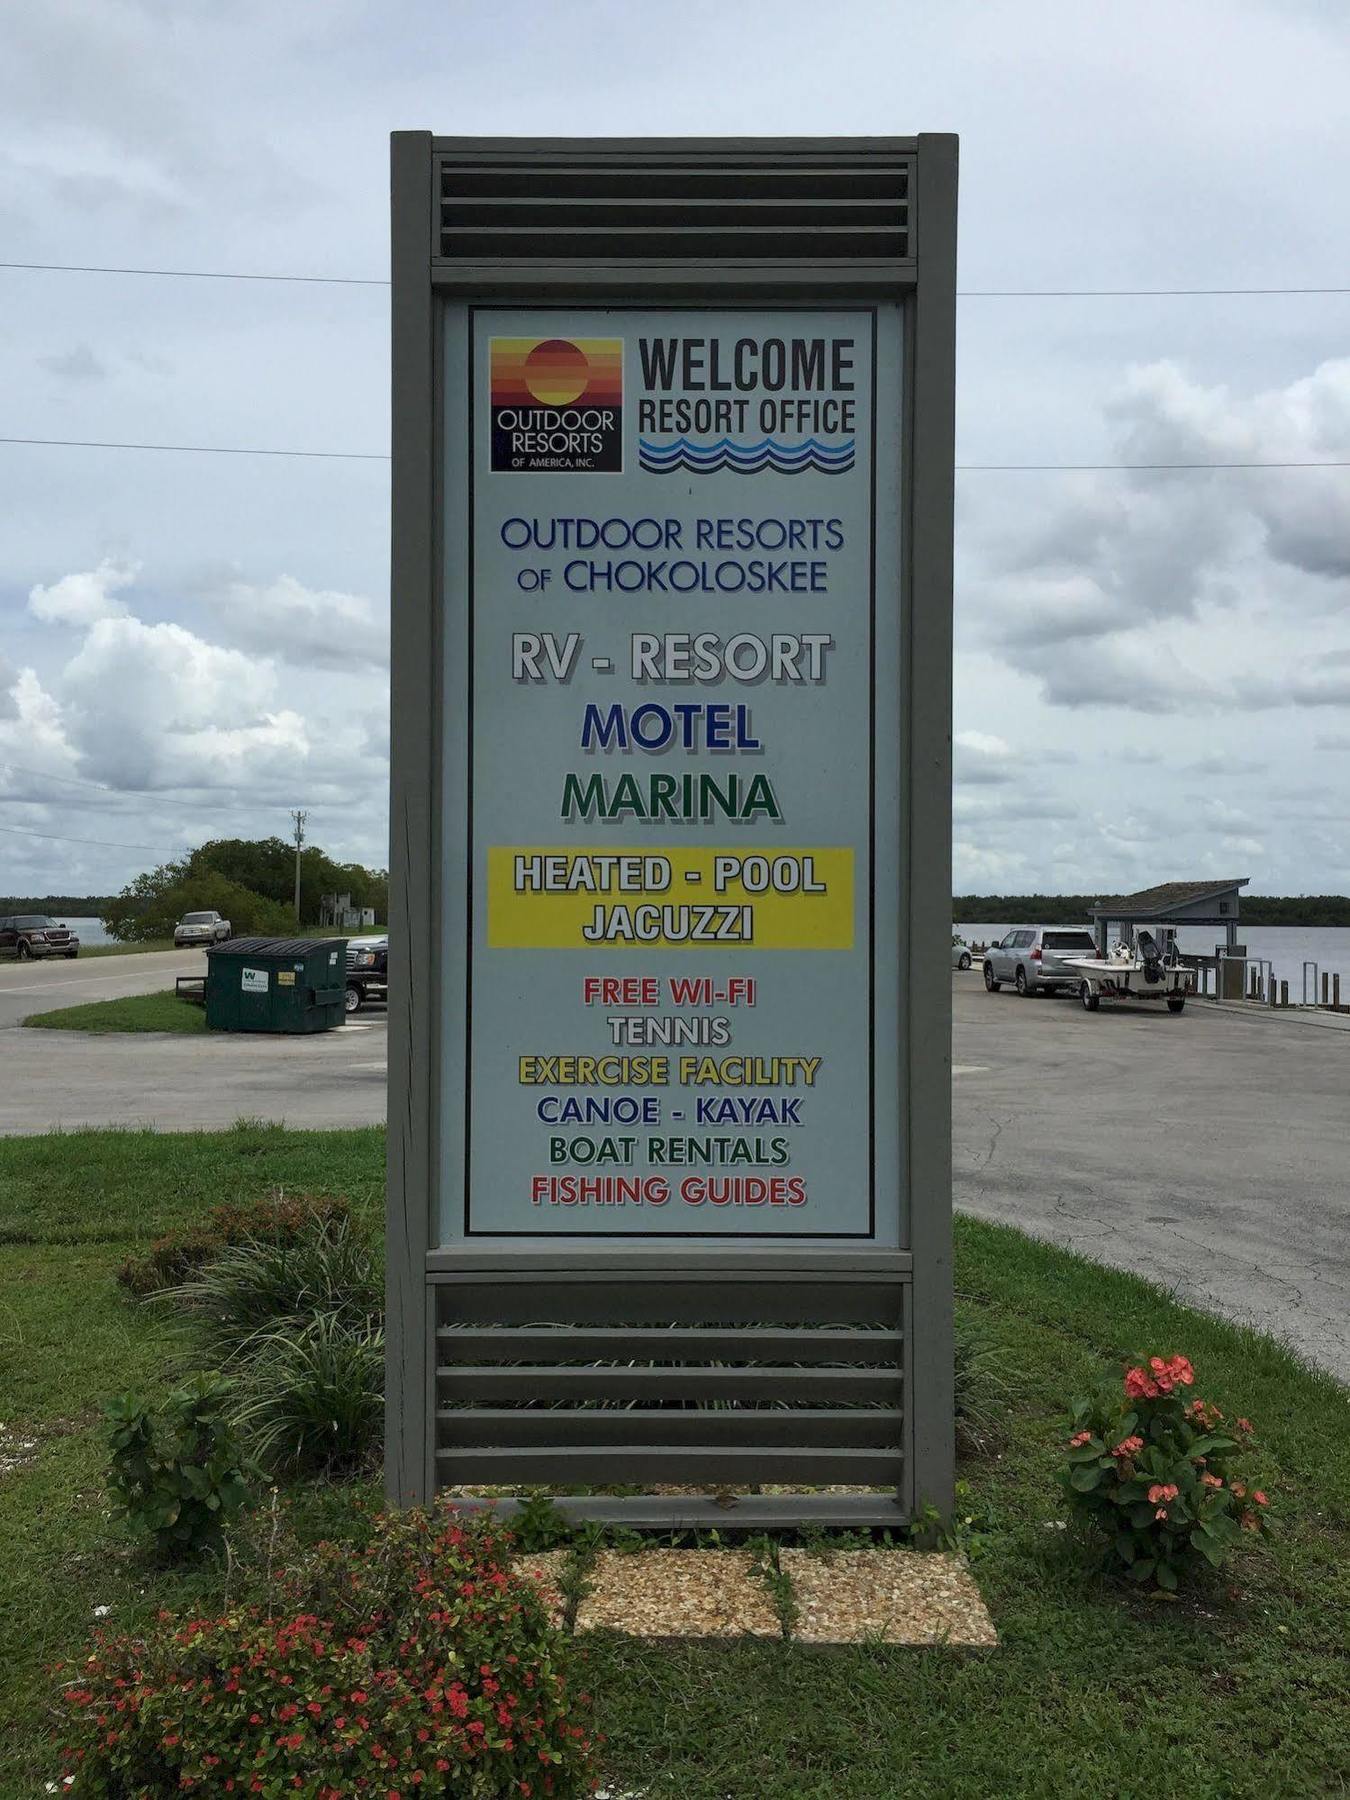 OUTDOOR
RESORTS
OF AMERICA, INC.
WELCOME
RESORT OFFICE
OUTDOOR RESORTS
OF CHOKOLOSKEE
RV - RESORT
MOTEL
MARINA
HEATED - POOL
JACUZZI
FREE WI-FI
TENNIS
EXERCISE FACILITY
CANOE - KAYAK
BOAT RENTALS
FISHING GUIDES
W